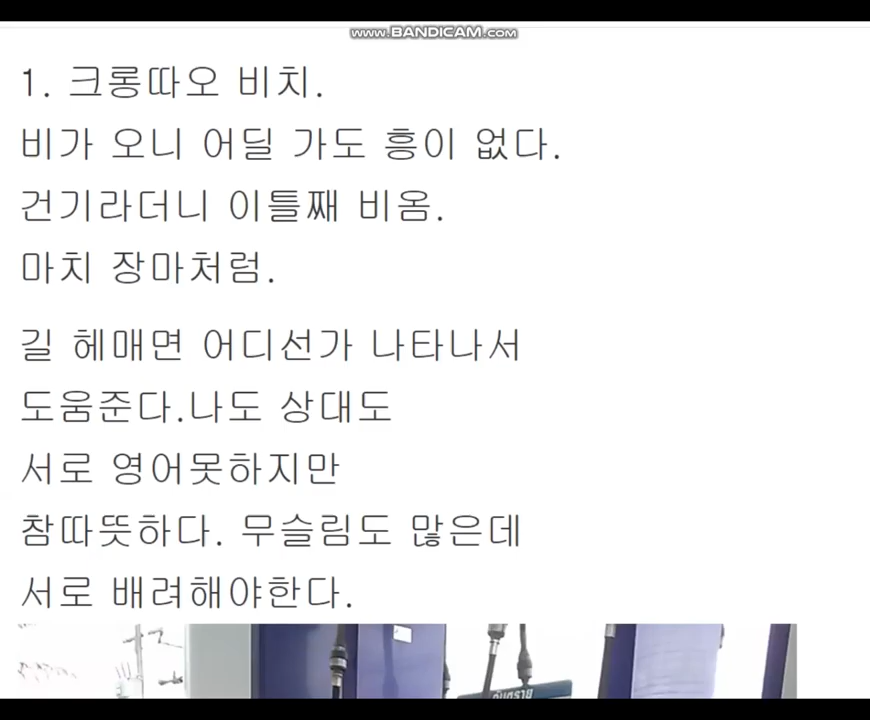 www.BANDICAM.com
1. 크롱따오 비치.
비가 오니 어딜 가도 흥이 없다.
건기라더니 이틀째 비옴.
마치 장마처럼.
길 헤매면 어디선가 나타나서
도움준다.나도 상대도
서로 영어못하지만
참따뜻하다. 무슬림도 많은데
서로 배려해야한다.